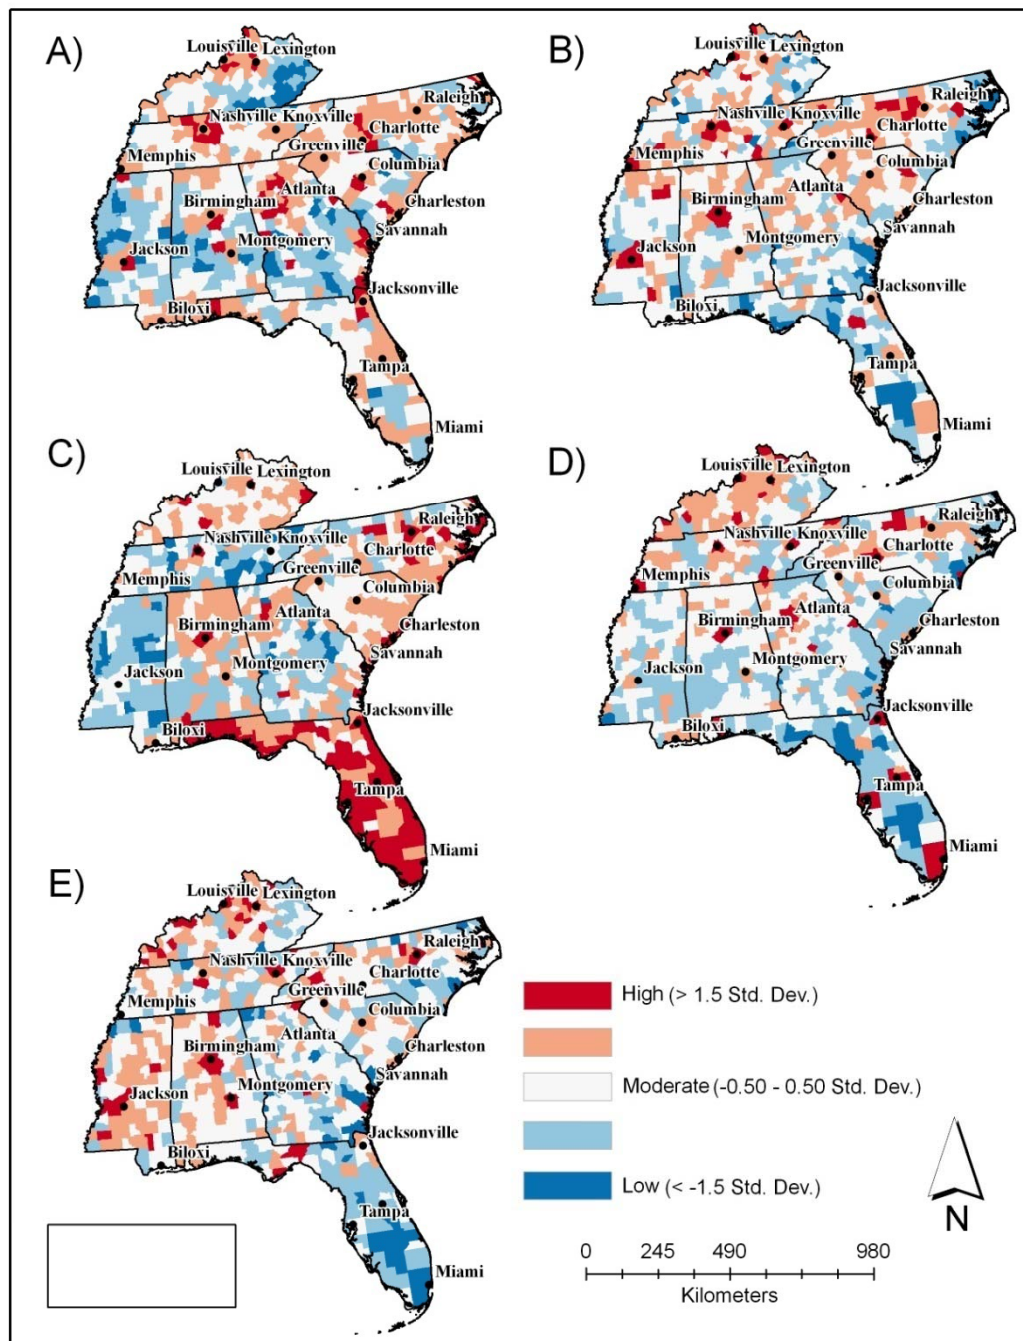 A)
Louisville Lexington
Nashville Knoxville
Raleigh
Charlotte
Greenville
Memphis
Columbia
Atlanta
Birmingham
Charleston
Savannah
Montgomery
Jackson
Jacksonville
Biloxi
Tampa
Miami
B)
Louisville Lexington
Raleigh
Nashville Knoxville
Charlotte
Greenville
Memphis
Columbia
Atlanta
Birmingham
Charleston
Savannah
Montgomery
Jackson
Jacksonville
Biloxi
Tampa
Miami
C)
Louisville Lexington
Raleigh
Nashville Knoxville
Charlotte
Greenville
Memphis
Columbia
Atlanta
Birmingham
Charleston
Savannah
Montgomery
Jackson
Jacksonville
Biloxi
Tampa
Miami
D)
Louisville Lexington
Raleigh
Nashville Knoxville
Charlotte
Greenville
Memphis
Columbia
Atlanta
Birmingham
Charleston
Savannah
Montgomery
Jackson
Jacksonville
Biloxi
Tampa
Miami
E)
Louisville Lexington
Raleigh
Nashville Knoxville
Charlotte
Greenville
Memphis
Columbia
Atlanta
Birmingham
Charleston
Savannah
Montgomery
Jackson
Jacksonville
Biloxi
Tampa
Miami
High (> 1.5 Std. Dev.)
Moderate (-0.50 - 0.50 Std. Dev.)
Low (< -1.5 Std. Dev.)
N
0 245 490 980
Kilometers